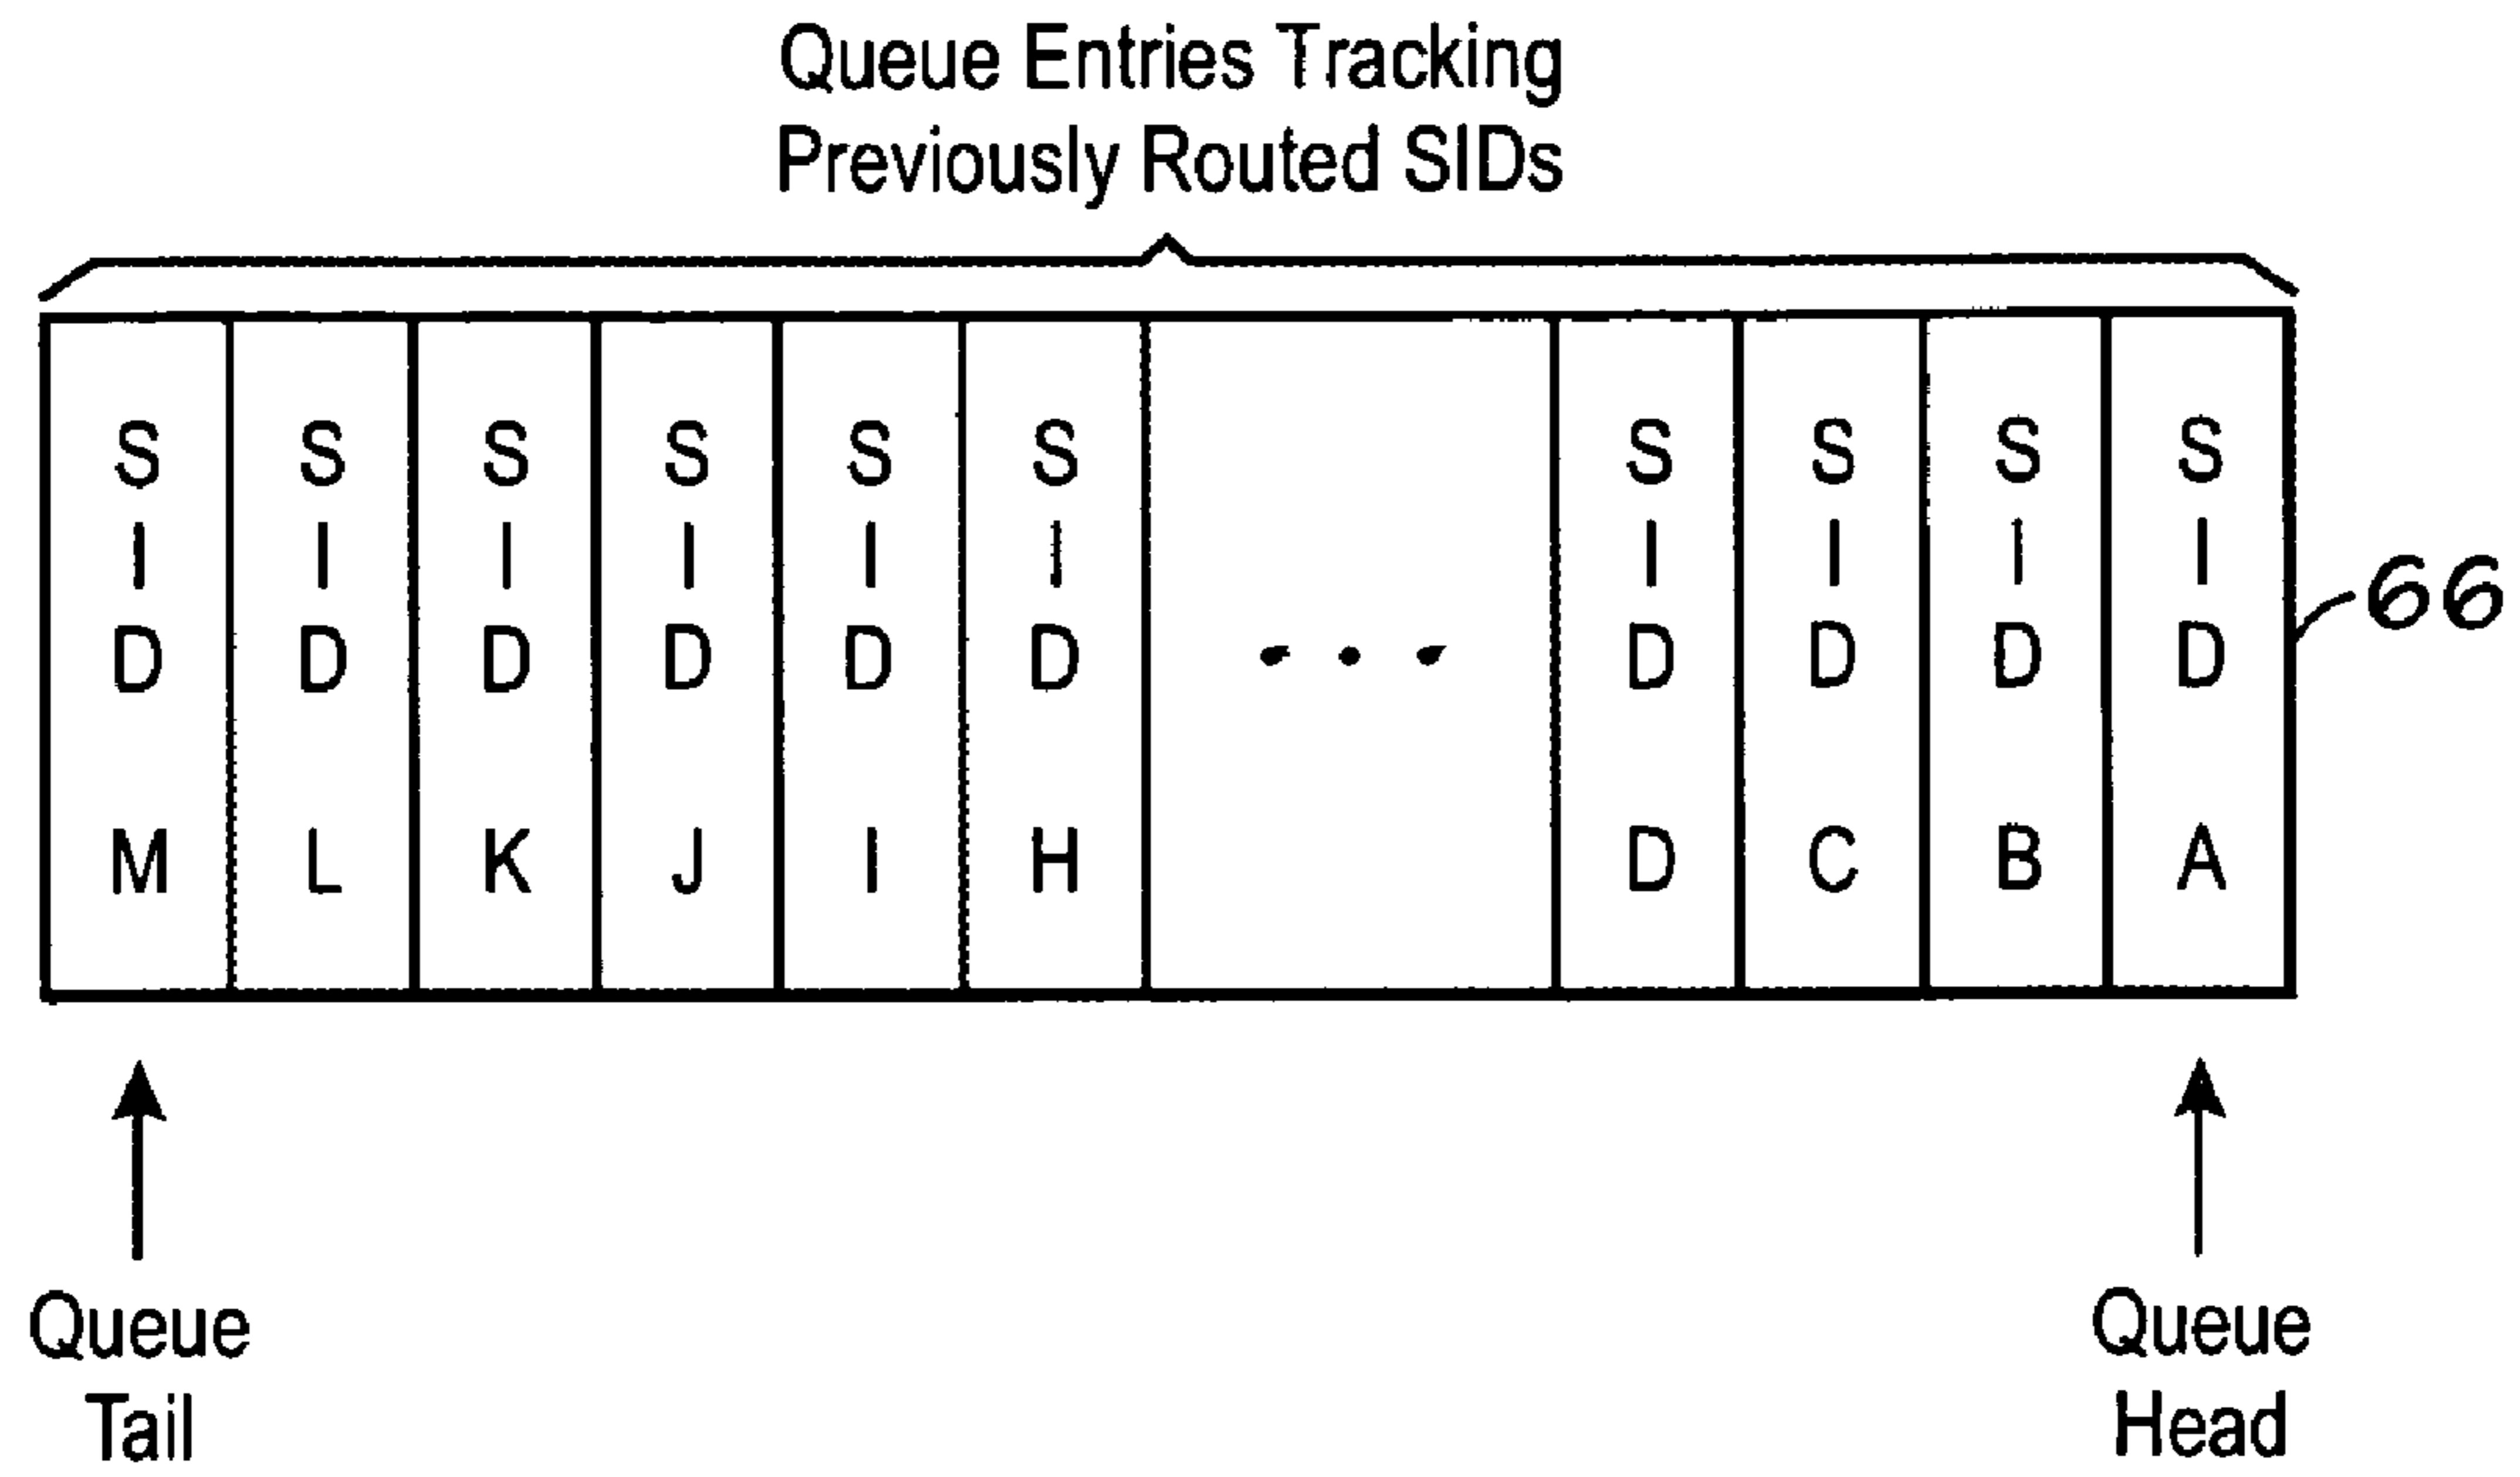 Queue Entries Tracking
Previously Routed SIDs
S S S S S S S S S S
I I I I I I I I I I
D D D D D D • • • D D D D
66
M L K J I H D C B A
Queue Queue
Tail Head